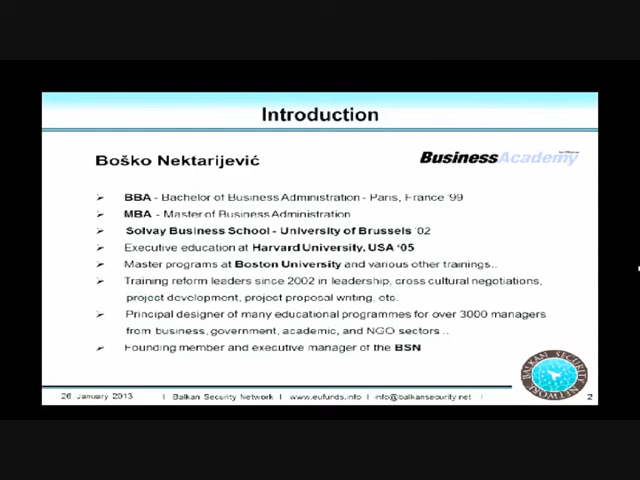 Introduction
Boško Nektarijević
BusinessAcademy
BBA - Bachelor of Business Administration - Paris, France '99
MBA - Master of Business Administration
Solvay Business School - University of Brussels '02
Executive education at Harvard University, USA '05
Master programs at Boston University and various other trainings..
Training reform leaders since 2002 in leadership, cross cultural negotiations,
project development, project proposal writing, etc.
Principal designer of many educational programmes for over 3000 managers
from business, government, academic, and NGO sectors ..
Founding member and executive manager of the BSN
BALKAN SECURITY NETWORK
26 January 2013 | Balkan Security Network | www.eufunds.info | info@balkansecurity.net | 2